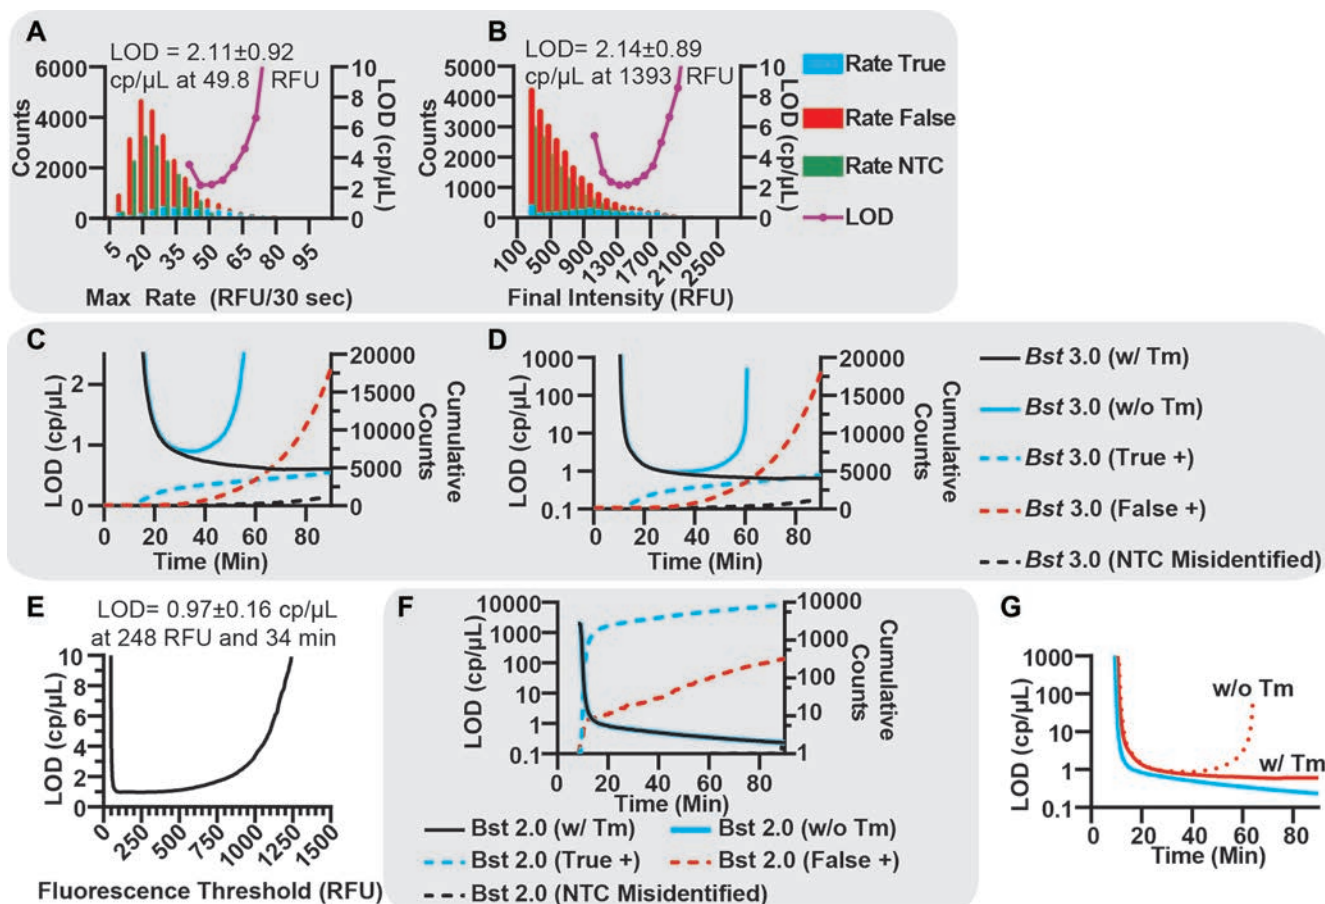 A
LOD = 2.11±0.92
cp/μL at 49.8 RFU
6000
4000
2000
0
Counts
10
8
6
4
2
0
LOD (cp/μL)
5 20 35 50 65 80 95
Max Rate (RFU/30 sec)
B
LOD= 2.14±0.89
cp/μL at 1393 RFU
5000
4000
3000
2000
1000
0
Counts
10
8
6
4
2
0
LOD (cp/μL)
100 500 900 1300 1700 2100 2500
Final Intensity (RFU)
Rate True
Rate False
Rate NTC
LOD
C
2
1
0
LOD (cp/μL)
20000
15000
10000
5000
0
Cumulative
Counts
0 20 40 60 80
Time (Min)
D
1000
100
10
1
0.1
LOD (cp/μL)
20000
15000
10000
5000
0
Cumulative
Counts
0 20 40 60 80
Time (Min)
Bst 3.0 (w/ Tm)
Bst 3.0 (w/o Tm)
Bst 3.0 (True +)
Bst 3.0 (False +)
Bst 3.0 (NTC Misidentified)
E
LOD= 0.97±0.16 cp/μL
at 248 RFU and 34 min
10
8
6
4
2
0
LOD (cp/μL)
0 250 500 750 1000 1250 1500
Fluorescence Threshold (RFU)
F
10000
1000
100
10
1
0.1
LOD (cp/μL)
10000
1000
100
10
1
Cumulative
Counts
0 20 40 60 80
Time (Min)
Bst 2.0 (w/ Tm)
Bst 2.0 (w/o Tm)
Bst 2.0 (True +)
Bst 2.0 (False +)
Bst 2.0 (NTC Misidentified)
G
1000
100
10
1
0.1
LOD (cp/μL)
w/o Tm
w/ Tm
0 20 40 60 80
Time (Min)